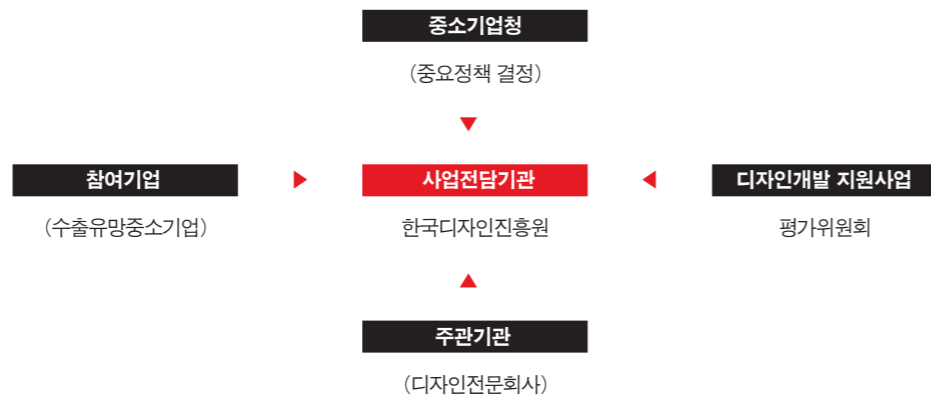 중소기업청
(중요정책 결정)
참여기업
(수출유망중소기업)
사업전담기관
한국디자인진흥원
디자인개발 지원사업
평가위원회
주관기관
(디자인전문회사)